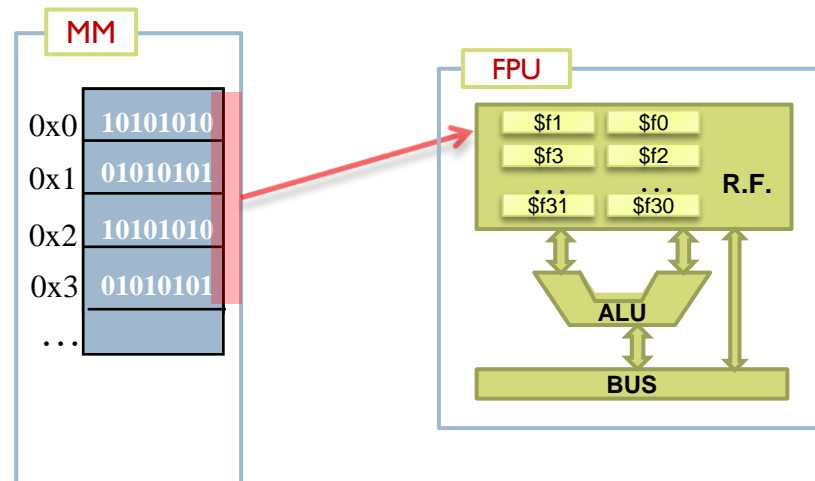 MM
0x0 10101010
0x1 01010101
0x2 10101010
0x3 01010101
...
FPU
$f1 $f0
$f3 $f2
... ...
$f31 $f30
R.F.
ALU
BUS